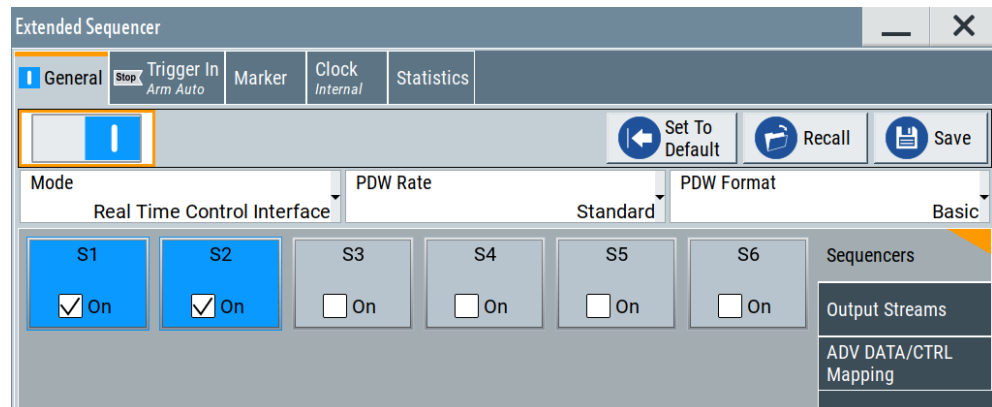 Extended Sequencer
General
Stop
Trigger In
Arm Auto
Marker
Clock
Internal
Statistics
Set To
Default
Recall
Save
Mode
Real Time Control Interface
PDW Rate
Standard
PDW Format
Basic
S1
S2
S3
S4
S5
S6
On
On
On
On
On
On
Sequencers
Output Streams
ADV DATA/CTRL
Mapping